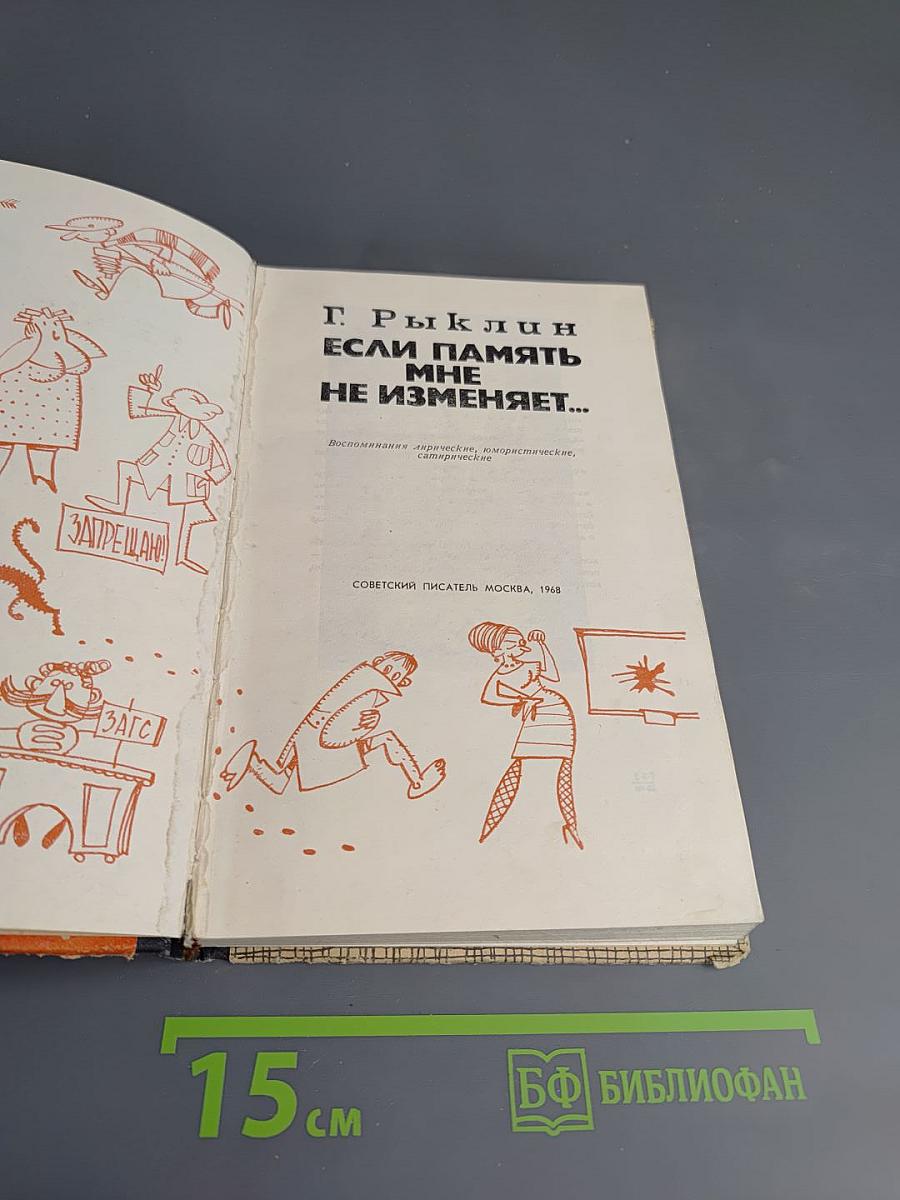 ЗАПРЕЩАЮ!
ЗАГС
Г. Рыклин
ЕСЛИ ПАМЯТЬ
МНЕ
НЕ ИЗМЕНЯЕТ...
Воспоминания лирические, юмористические,
сатирические
СОВЕТСКИЙ ПИСАТЕЛЬ МОСКВА, 1968
15 см
БФ БИБЛИОФАН